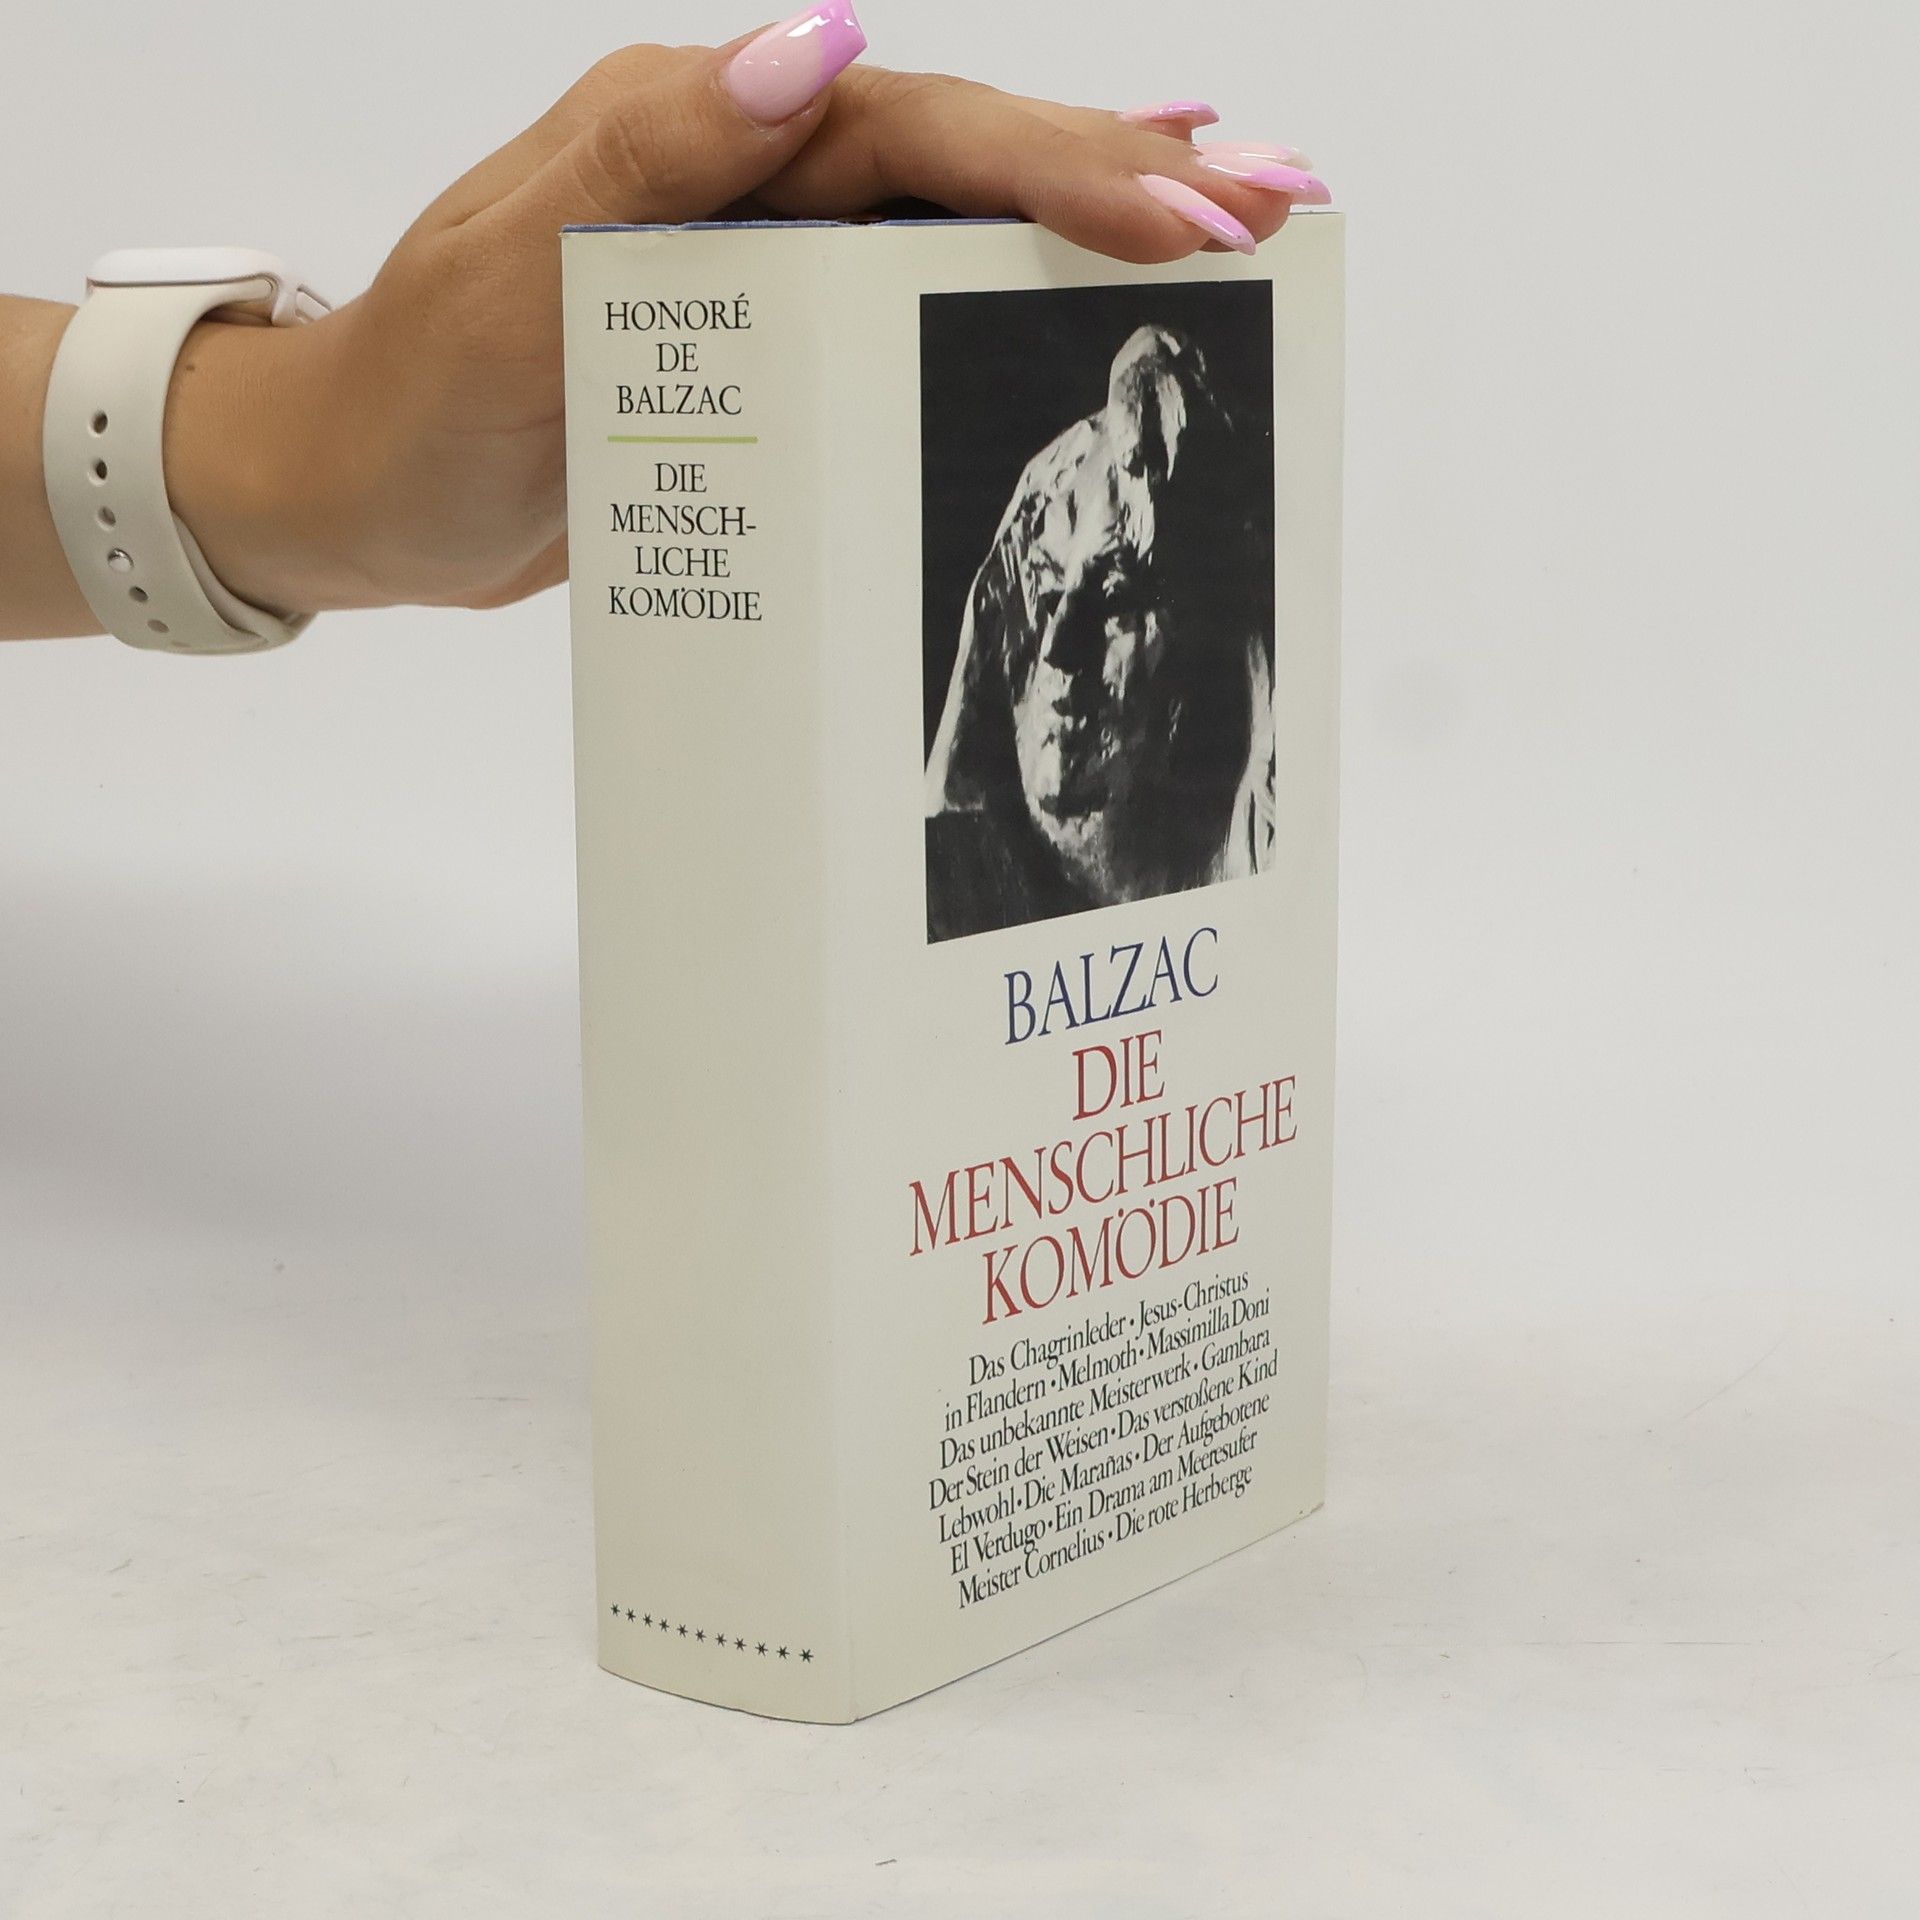 HONORÉ
DE
BALZAC
DIE
MENSCH-
LICHE
KOMÖDIE
***********
BALZAC
DIE
MENSCHLICHE
KOMÖDIE
Das Chagrinleder • Jesus-Christus
in Flandern • Melmoth • Massimilla Doni
Das unbekannte Meisterwerk • Gambara
Der Stein der Weisen • Das verstoßene Kind
Lebwohl • Die Marañas • Der Aufgebotene
El Verdugo • Ein Drama am Meeresufer
Meister Cornelius • Die rote Herberge